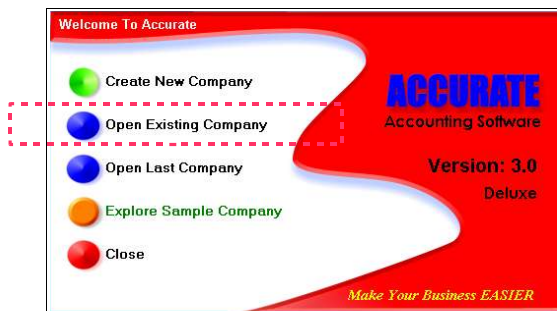 Welcome To Accurate
Create New Company
Open Existing Company
Open Last Company
Explore Sample Company
Close
ACCURATE
Accounting Software
Version: 3.0
Deluxe
Make Your Business EASIER